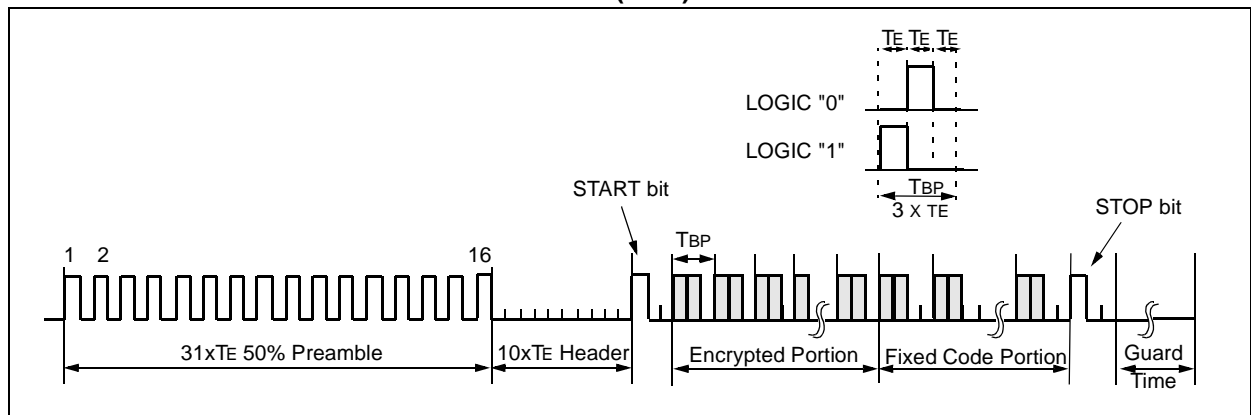 TE TE TE
LOGIC "0"
LOGIC "1"
TBP
3 X TE
START bit
STOP bit
1 2 16
TBP
31xTE 50% Preamble
10xTE Header
Encrypted Portion
Fixed Code Portion
Guard
Time